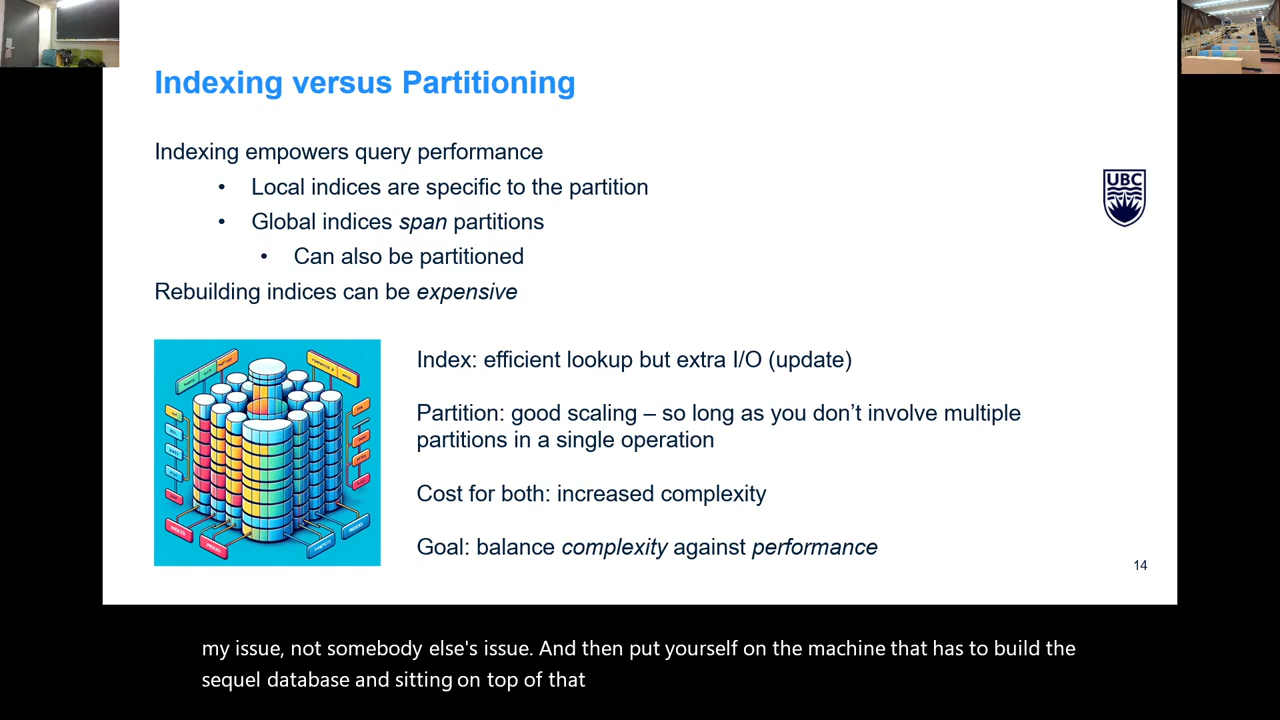 Indexing versus Partitioning
Indexing empowers query performance
• Local indices are specific to the partition
• Global indices span partitions
• Can also be partitioned
Rebuilding indices can be expensive
UBC
Index: efficient lookup but extra I/O (update)
Partition: good scaling – so long as you don’t involve multiple
partitions in a single operation
Cost for both: increased complexity
Goal: balance complexity against performance
14
my issue, not somebody else's issue. And then put yourself on the machine that has to build the
sequel database and sitting on top of that